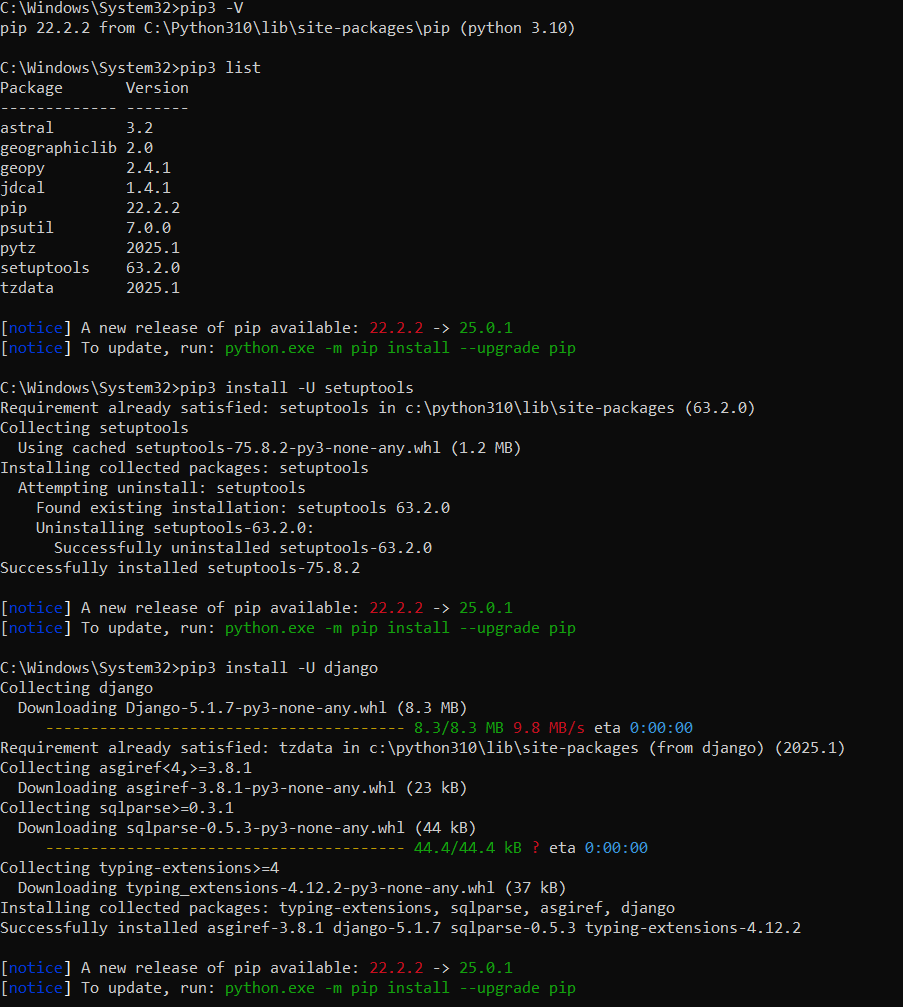 C:\Windows\System32>pip3 -V
pip 22.2.2 from C:\Python310\lib\site-packages\pip (python 3.10)

C:\Windows\System32>pip3 list
Package       Version
------------- -------
astral        3.2
geographiclib 2.0
geopy         2.4.1
jdcal         1.4.1
pip           22.2.2
psutil        7.0.0
pytz          2025.1
setuptools    63.2.0
tzdata        2025.1

[notice] A new release of pip available: 22.2.2 -> 25.0.1
[notice] To update, run: python.exe -m pip install --upgrade pip

C:\Windows\System32>pip3 install -U setuptools
Requirement already satisfied: setuptools in c:\python310\lib\site-packages (63.2.0)
Collecting setuptools
  Using cached setuptools-75.8.2-py3-none-any.whl (1.2 MB)
Installing collected packages: setuptools
  Attempting uninstall: setuptools
    Found existing installation: setuptools 63.2.0
    Uninstalling setuptools-63.2.0:
      Successfully uninstalled setuptools-63.2.0
Successfully installed setuptools-75.8.2

[notice] A new release of pip available: 22.2.2 -> 25.0.1
[notice] To update, run: python.exe -m pip install --upgrade pip

C:\Windows\System32>pip3 install -U django
Collecting django
  Downloading Django-5.1.7-py3-none-any.whl (8.3 MB)
     ---------------------------------------- 8.3/8.3 MB 9.8 MB/s eta 0:00:00
Requirement already satisfied: tzdata in c:\python310\lib\site-packages (from django) (2025.1)
Collecting asgiref<4,>=3.8.1
  Downloading asgiref-3.8.1-py3-none-any.whl (23 kB)
Collecting sqlparse>=0.3.1
  Downloading sqlparse-0.5.3-py3-none-any.whl (44 kB)
     ---------------------------------------- 44.4/44.4 kB ? eta 0:00:00
Collecting typing-extensions>=4
  Downloading typing_extensions-4.12.2-py3-none-any.whl (37 kB)
Installing collected packages: typing-extensions, sqlparse, asgiref, django
Successfully installed asgiref-3.8.1 django-5.1.7 sqlparse-0.5.3 typing-extensions-4.12.2

[notice] A new release of pip available: 22.2.2 -> 25.0.1
[notice] To update, run: python.exe -m pip install --upgrade pip